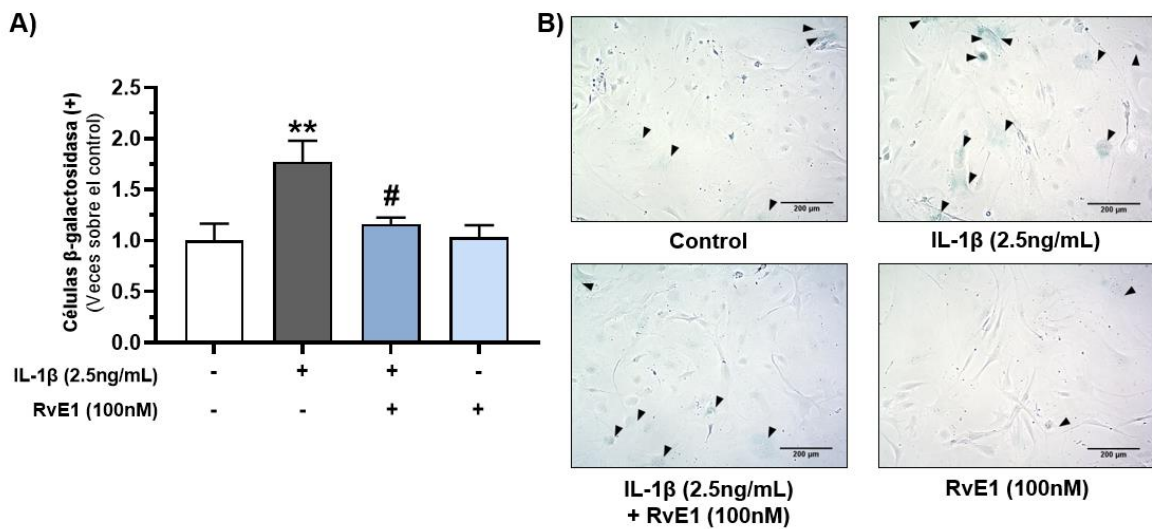 A)
Células β-galactosidasa (+)
(Veces sobre el control)
2.5
2.0
1.5
1.0
0.5
0.0
**
#
IL-1β (2.5ng/mL) - + + -
RvE1 (100nM) - - + +
B)
200 μm
Control
200 μm
IL-1β (2.5ng/mL)
200 μm
IL-1β (2.5ng/mL)
+ RvE1 (100nM)
200 μm
RvE1 (100nM)